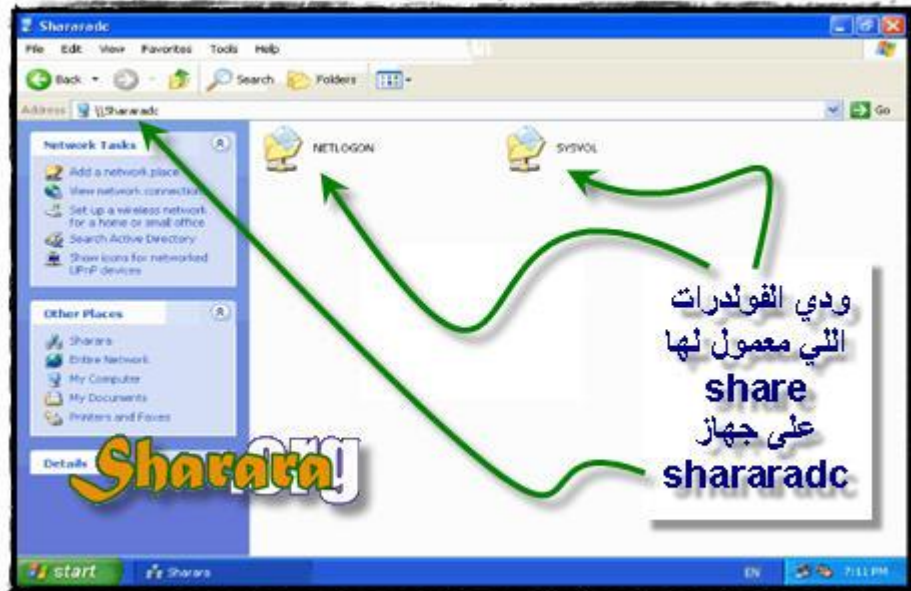 Shararadc
File Edit View Favorites Tools Help
Back Search Folders
Address \\Shararadc Go
Network Tasks
Add a network place
View network connections
Set up a wireless network
for a home or small office
Search Active Directory
Show icons for networked
UPnP devices
Other Places
Sharara
Entire Network
My Computer
My Documents
Printers and Faxes
Details
NETLOGON
SYSVOL
ودي الفولدرات
اللي معمول لها
share
على جهاز
shararadc
Sharara
.org
start Sharara EN 7:11 PM